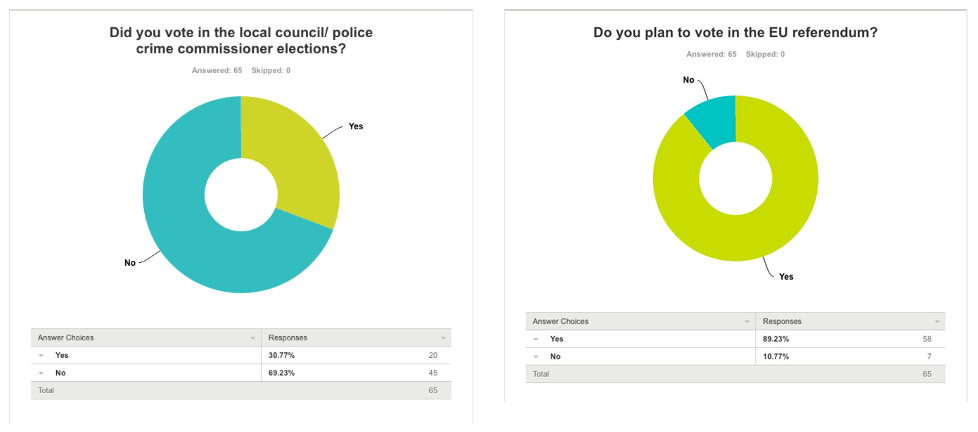 Did you vote in the local council/ police
crime commissioner elections?
Answered: 65 Skipped: 0
Yes
No
Answer Choices Responses
Yes 30.77% 20
No 69.23% 45
Total 65
Do you plan to vote in the EU referendum?
Answered: 65 Skipped: 0
No
Yes
Answer Choices Responses
Yes 89.23% 58
No 10.77% 7
Total 65